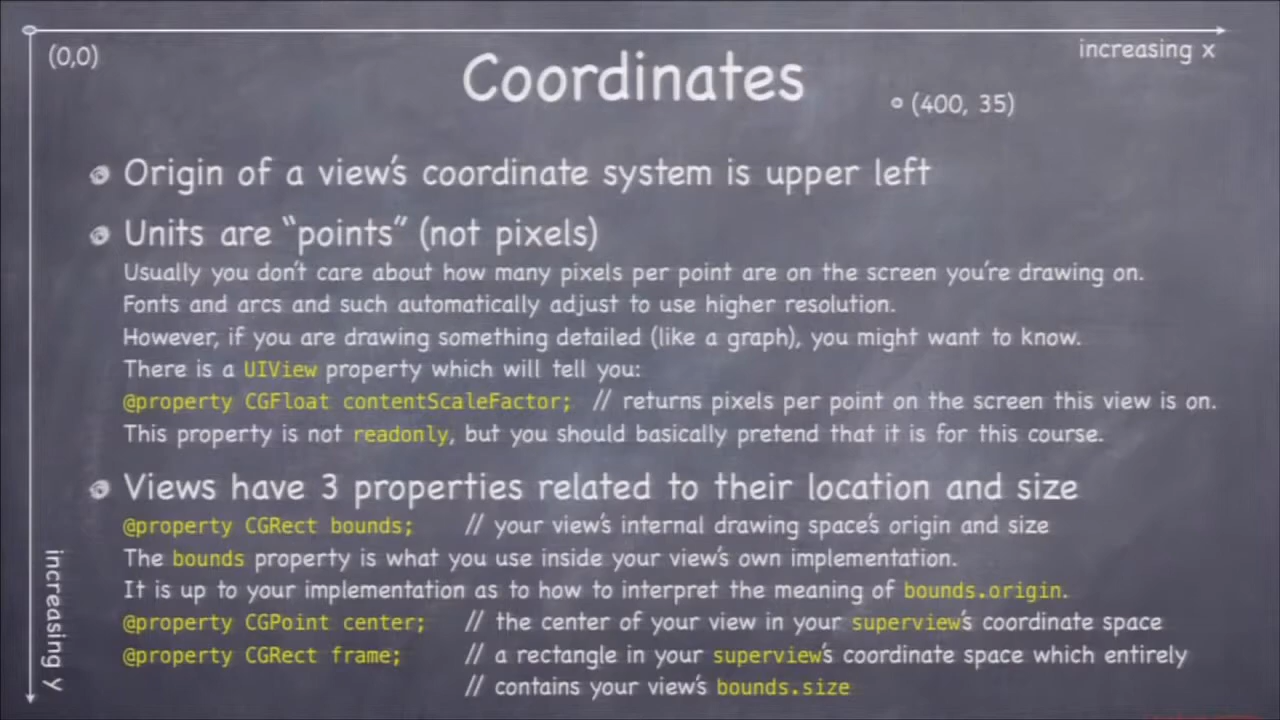 (0,0)
increasing x
Coordinates
(400, 35)
Origin of a view's coordinate system is upper left
Units are “points” (not pixels)
Usually you don't care about how many pixels per point are on the screen you're drawing on.
Fonts and arcs and such automatically adjust to use higher resolution.
However, if you are drawing something detailed (like a graph), you might want to know.
There is a UIView property which will tell you:
@property CGFloat contentScaleFactor; // returns pixels per point on the screen this view is on.
This property is not readonly, but you should basically pretend that it is for this course.
Views have 3 properties related to their location and size
@property CGRect bounds; // your view's internal drawing space's origin and size
The bounds property is what you use inside your view's own implementation.
It is up to your implementation as to how to interpret the meaning of bounds.origin.
@property CGPoint center; // the center of your view in your superview's coordinate space
@property CGRect frame; // a rectangle in your superview's coordinate space which entirely
// contains your view's bounds.size
increasing y